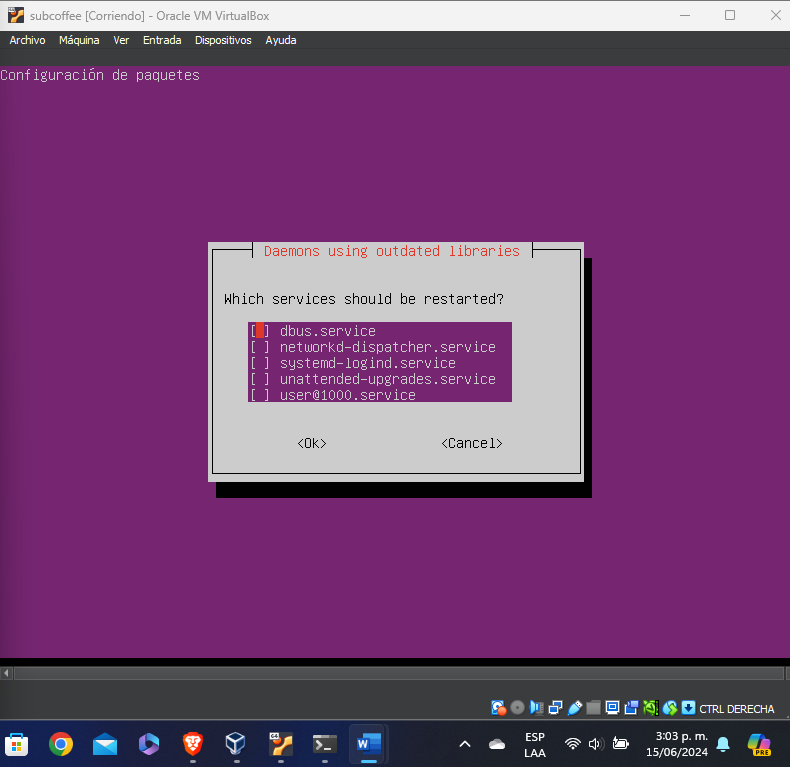 subcoffee [Corriendo] - Oracle VM VirtualBox
Archivo Máquina Ver Entrada Dispositivos Ayuda
Configuración de paquetes
Daemons using outdated libraries
Which services should be restarted?
[ ] dbus.service
[ ] networkd-dispatcher.service
[ ] systemd-logind.service
[ ] unattended-upgrades.service
[ ] user@1000.service
<Ok> <Cancel>
CTRL DERECHA
ESP
LAA
3:03 p. m.
15/06/2024
PRE